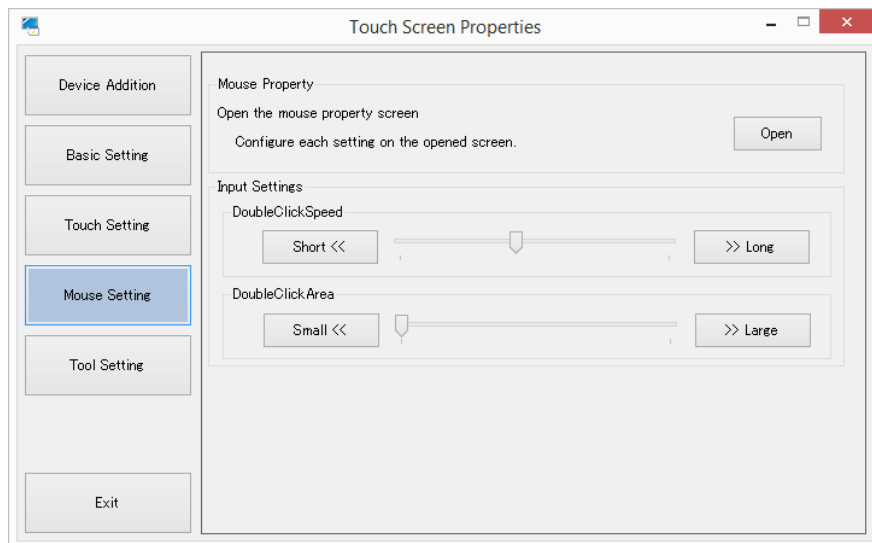 Touch Screen Properties
Device Addition
Basic Setting
Touch Setting
Mouse Setting
Tool Setting
Exit
Mouse Property
Open the mouse property screen
Configure each setting on the opened screen.
Open
Input Settings
DoubleClickSpeed
Short <<
>> Long
DoubleClickArea
Small <<
>> Large